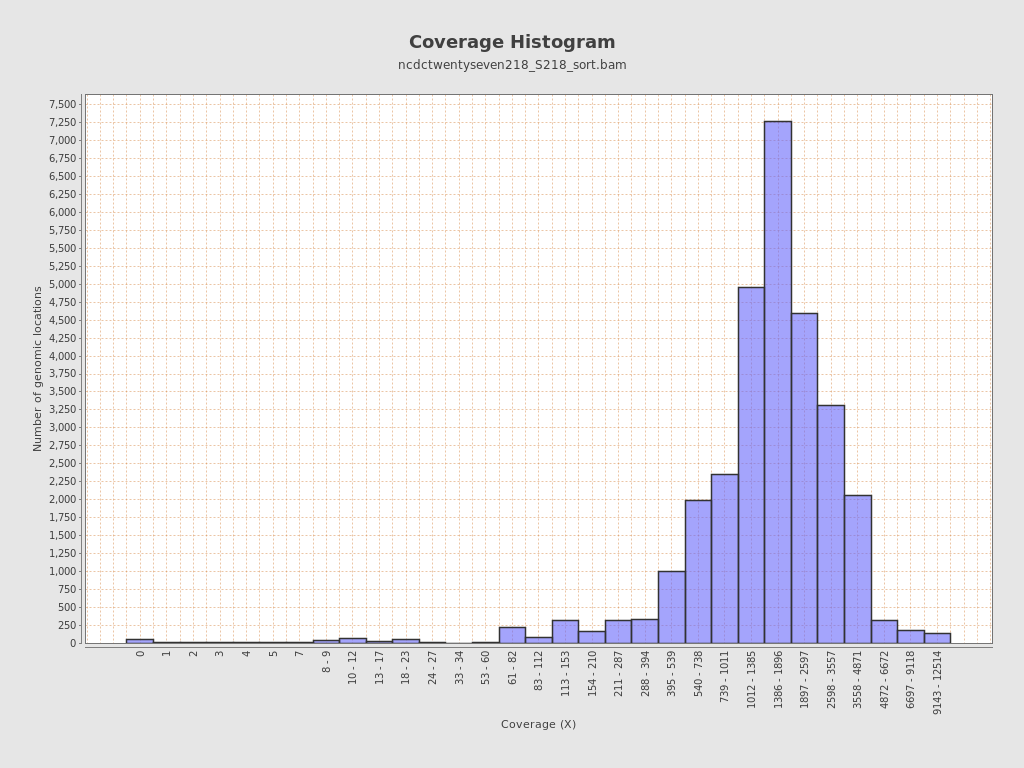 Coverage Histogram
ncdctwentyseven218_S218_sort.bam
7,500
7,250
7,000
6,750
6,500
6,250
6,000
5,750
5,500
5,250
5,000
4,750
4,500
4,250
4,000
3,750
3,500
3,250
3,000
2,750
2,500
2,250
2,000
1,750
1,500
1,250
1,000
750
500
250
0
Number of genomic locations
0
1
2
3
4
5
7
8 - 9
10 - 12
13 - 17
18 - 23
24 - 27
33 - 34
53 - 60
61 - 82
83 - 112
113 - 153
154 - 210
211 - 287
288 - 394
395 - 539
540 - 738
739 - 1011
1012 - 1385
1386 - 1896
1897 - 2597
2598 - 3557
3558 - 4871
4872 - 6672
6697 - 9118
9143 - 12514
Coverage (X)